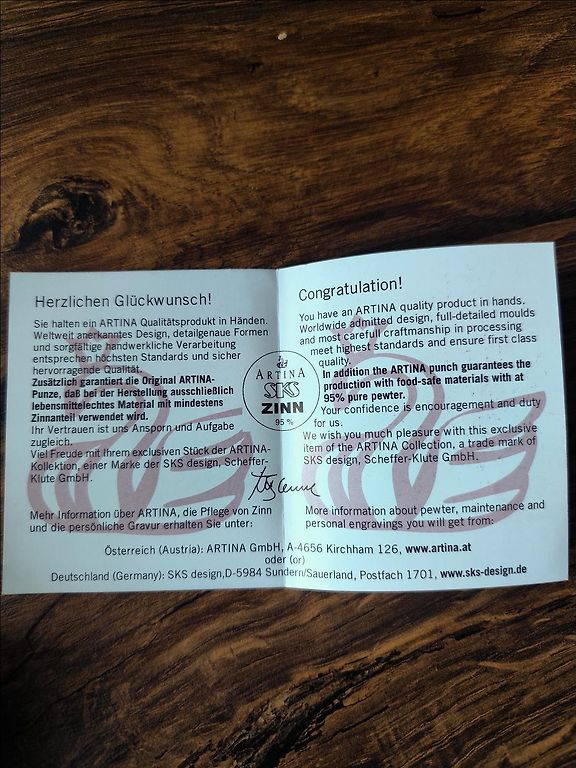 Herzlichen Glückwunsch!
Sie halten ein ARTINA Qualitätsprodukt in Händen.
Weltweit anerkanntes Design, detailgenaue Formen
und sorgfältige handwerkliche Verarbeitung
entsprechen höchsten Standards und sicher
hervorragende Qualität.
Zusätzlich garantiert die Original ARTINA-
Punze, daß bei der Herstellung ausschließlich
lebensmittelechtes Material mit mindestens
Zinnanteil verwendet wird.
Ihr Vertrauen ist uns Ansporn und Aufgabe
zugleich.
Viel Freude mit Ihrem exklusiven Stück der ARTINA-
Kollektion, einer Marke der SKS design, Scheffer-
Klute GmbH.
Mehr Information über ARTINA, die Pflege von Zinn
und die persönliche Gravur erhalten Sie unter:
ARTINA
SKS
ZINN
95 %
Congratulation!
You have an ARTINA quality product in hands.
Worldwide admitted design, full-detailed moulds
and most carefull craftmanship in processing
meet highest standards and ensure first class
quality.
In addition the ARTINA punch guarantees the
production with food-safe materials with at
95% pure pewter.
Your confidence is encouragement and duty
for us.
We wish you much pleasure with this exclusive
item of the ARTINA Collection, a trade mark of
SKS design, Scheffer-Klute GmbH.
More information about pewter, maintenance and
personal engravings you will get from:
Österreich (Austria): ARTINA GmbH, A-4656 Kirchham 126, www.artina.at
oder (or)
Deutschland (Germany): SKS design,D-5984 Sundern/Sauerland, Postfach 1701, www.sks-design.de